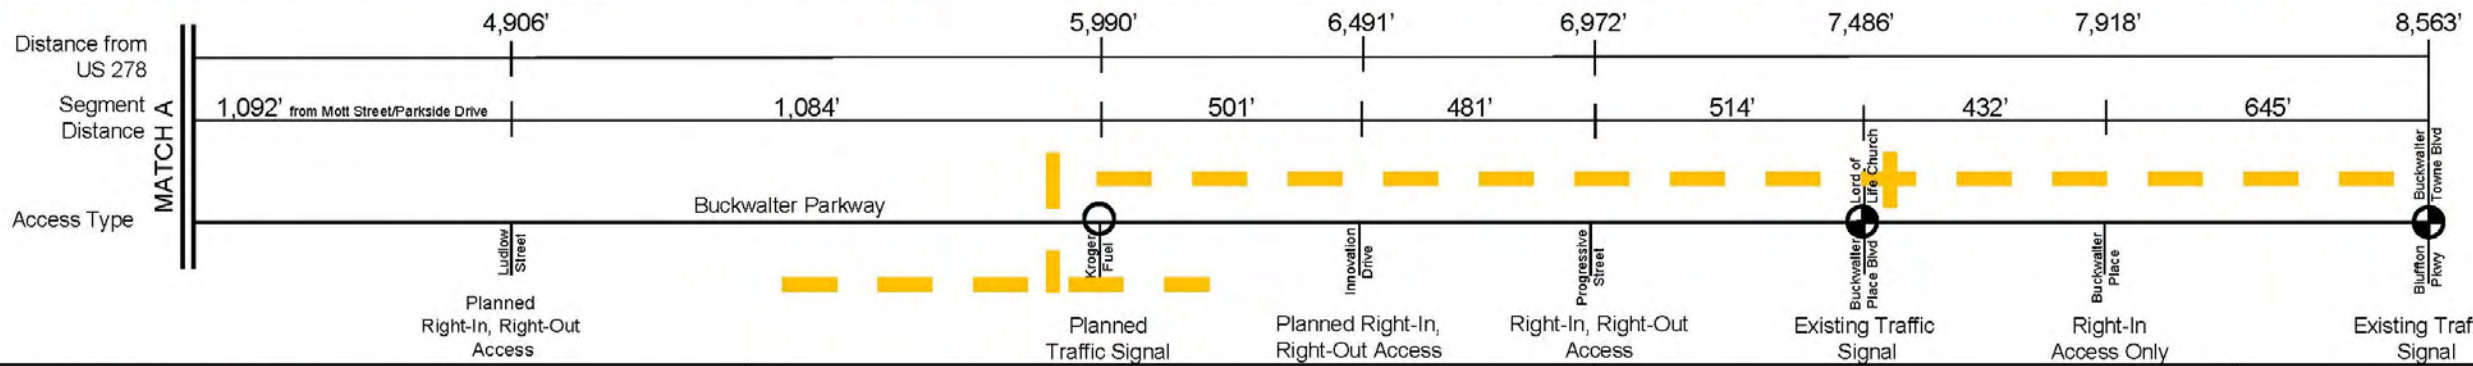 4,906’ 5,990’ 6,491’ 6,972’ 7,486’ 7,918’ 8,563’
Distance from
US 278
Segment
Distance
1,092’ from Mott Street/Parkside Drive 1,084’ 501’ 481’ 514’ 432’ 645’
MATCH A
Lord of
Life Church
Buckwalter
Towne Blvd
Access Type
Buckwalter Parkway
Ludlow
Street
Kroger
Fuel
Innovation
Drive
Progressive
Street
Buckwalter
Place Blvd
Buckwalter
Place
Bluffton
Pkwy
Planned
Right-In, Right-Out
Access
Planned
Traffic Signal
Planned Right-In,
Right-Out Access
Right-In, Right-Out
Access
Existing Traffic
Signal
Right-In
Access Only
Existing Traf
Signal